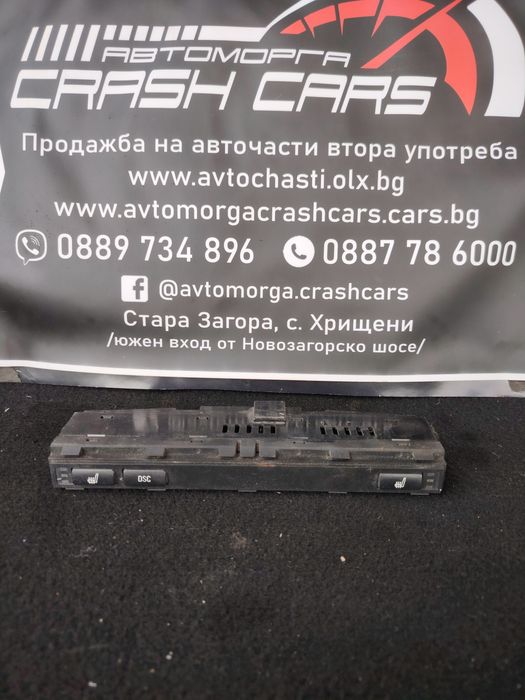 АВТОМОРГА
CRASH CARS
Продажба на авточасти втора употреба
www.avtochasti.olx.bg
www.avtomorgacrashcars.cars.bg
0889 734 896 0887 78 6000
@avtomorga.crashcars
Стара Загора, с. Хрищени
/южен вход от Новозагорско шосе/
DSC